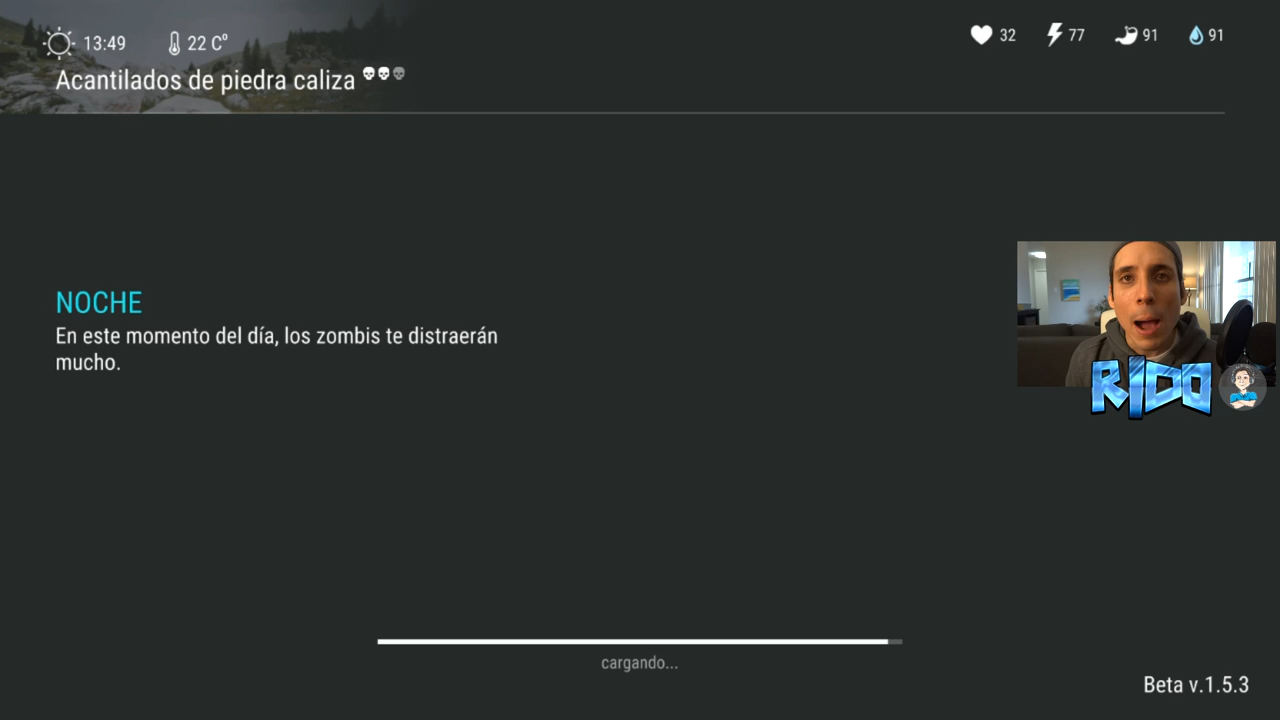 13:49
22 Cº
32
77
91
91
Acantilados de piedra caliza
NOCHE
En este momento del día, los zombis te distraerán
mucho.
RIDO
cargando...
Beta v.1.5.3